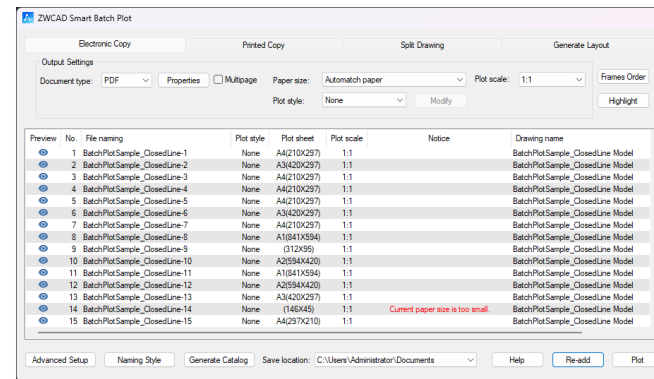 ZWCAD Smart Batch Plot
Electronic Copy Printed Copy Split Drawing Generate Layout
Output Settings
Document type: PDF Properties Multipage Paper size: Automatch paper Plot scale: 1:1 Frames Order
Plot style: None Modify Highlight
Preview No. File naming Plot style Plot sheet Plot scale Notice Drawing name
1 BatchPlotSample_ClosedLine-1 None A4(210X297) 1:1 BatchPlotSample_ClosedLine Model
2 BatchPlotSample_ClosedLine-2 None A3(420X297) 1:1 BatchPlotSample_ClosedLine Model
3 BatchPlotSample_ClosedLine-3 None A4(210X297) 1:1 BatchPlotSample_ClosedLine Model
4 BatchPlotSample_ClosedLine-4 None A4(210X297) 1:1 BatchPlotSample_ClosedLine Model
5 BatchPlotSample_ClosedLine-5 None A4(210X297) 1:1 BatchPlotSample_ClosedLine Model
6 BatchPlotSample_ClosedLine-6 None A3(420X297) 1:1 BatchPlotSample_ClosedLine Model
7 BatchPlotSample_ClosedLine-7 None A4(210X297) 1:1 BatchPlotSample_ClosedLine Model
8 BatchPlotSample_ClosedLine-8 None A1(841X594) 1:1 BatchPlotSample_ClosedLine Model
9 BatchPlotSample_ClosedLine-9 None (312X95) 1:1 BatchPlotSample_ClosedLine Model
10 BatchPlotSample_ClosedLine-10 None A2(594X420) 1:1 BatchPlotSample_ClosedLine Model
11 BatchPlotSample_ClosedLine-11 None A1(841X594) 1:1 BatchPlotSample_ClosedLine Model
12 BatchPlotSample_ClosedLine-12 None A2(594X420) 1:1 BatchPlotSample_ClosedLine Model
13 BatchPlotSample_ClosedLine-13 None A3(420X297) 1:1 BatchPlotSample_ClosedLine Model
14 BatchPlotSample_ClosedLine-14 None (146X45) 1:1 Current paper size is too small. BatchPlotSample_ClosedLine Model
15 BatchPlotSample_ClosedLine-15 None A4(297X210) 1:1 BatchPlotSample_ClosedLine Model
Advanced Setup Naming Style Generate Catalog Save location: C:\Users\Administrator\Documents Help Re-add Plot